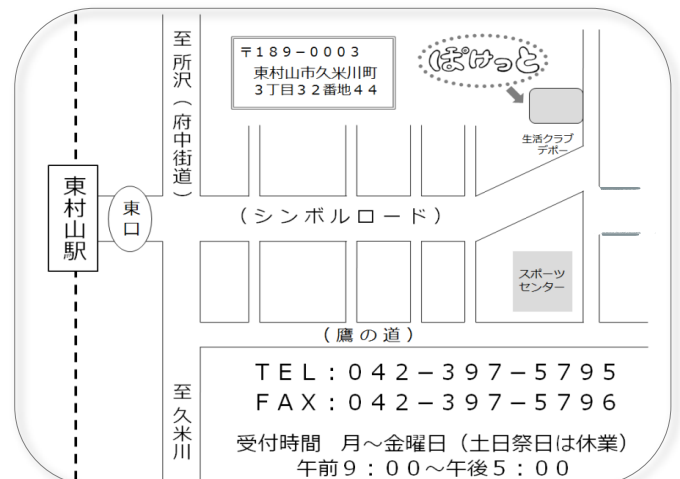 至所沢（府中街道）
〒１８９－０００３
東村山市久米川町
３丁目３２番地４４
ぽけっと
生活クラブ
デポー
東村山駅
東口
（シンボルロード）
スポーツ
センター
（鷹の道）
至久米川
ＴＥＬ：０４２－３９７－５７９５
ＦＡＸ：０４２－３９７－５７９６
受付時間　月～金曜日（土日祭日は休業）
午前９：００～午後５：００